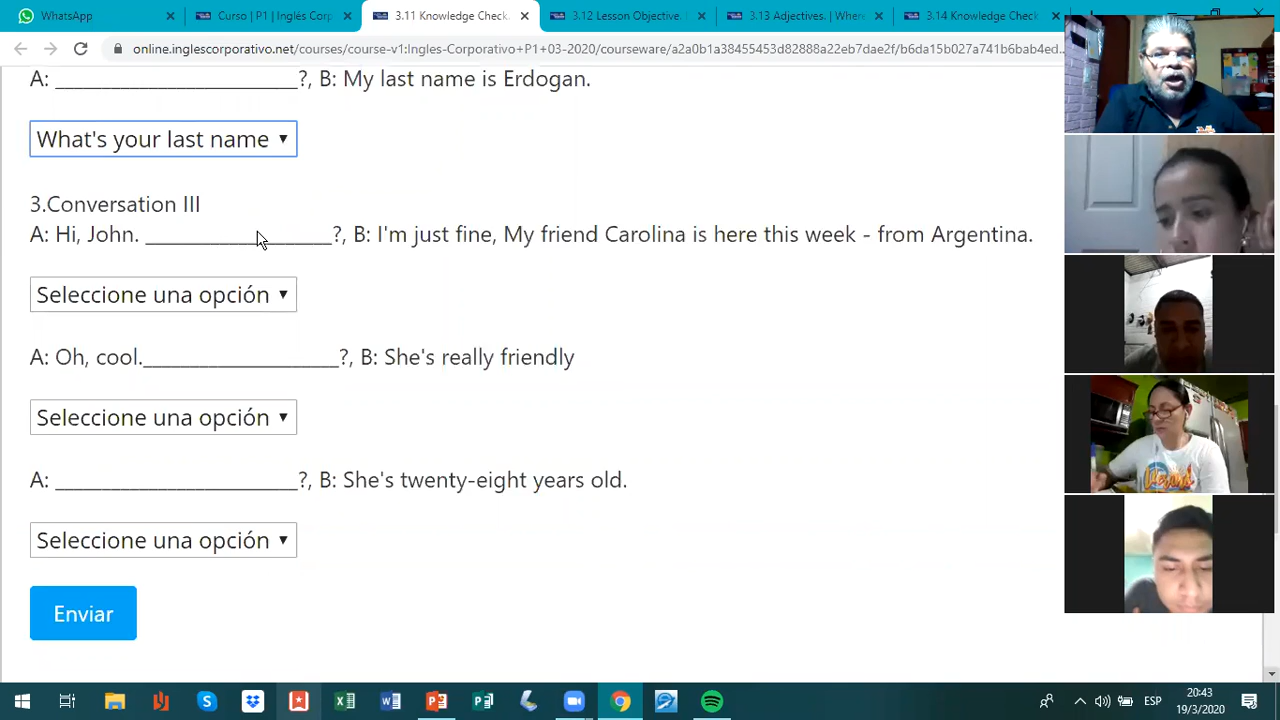 WhatsApp
Curso | P1 | Inglés Corp
3.11 Knowledge Check.
3.12 Lesson Objective.
3.13 Adjectives. | Where
3.14 Knowledge Check
online.inglescorporativo.net/courses/course-v1:Ingles-Corporativo+P1+03-2020/courseware/a2a0b1a38455453d82888a22eb7dae2f/b6da15b027a741b6bab4ed...
A: _________________________?, B: My last name is Erdogan.
What's your last name
3.Conversation III
A: Hi, John. ____________________?, B: I'm just fine, My friend Carolina is here this week - from Argentina.
Seleccione una opción
A: Oh, cool._____________________?, B: She's really friendly
Seleccione una opción
A: __________________________?, B: She's twenty-eight years old.
Seleccione una opción
Enviar
ESP
20:43
19/3/2020